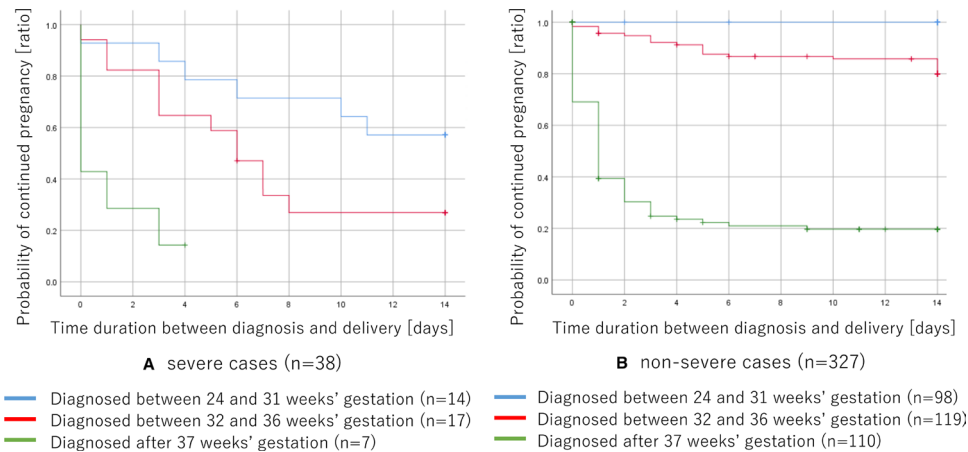 Probability of continued pregnancy [ratio]
1.0
0.8
0.6
0.4
0.2
0.0
0 2 4 6 8 10 12 14
Time duration between diagnosis and delivery [days]
A severe cases (n=38)
Diagnosed between 24 and 31 weeks' gestation (n=14)
Diagnosed between 32 and 36 weeks' gestation (n=17)
Diagnosed after 37 weeks' gestation (n=7)
Probability of continued pregnancy [ratio]
1.0
0.8
0.6
0.4
0.2
0.0
0 2 4 6 8 10 12 14
Time duration between diagnosis and delivery [days]
B non-severe cases (n=327)
Diagnosed between 24 and 31 weeks' gestation (n=98)
Diagnosed between 32 and 36 weeks' gestation (n=119)
Diagnosed after 37 weeks' gestation (n=110)